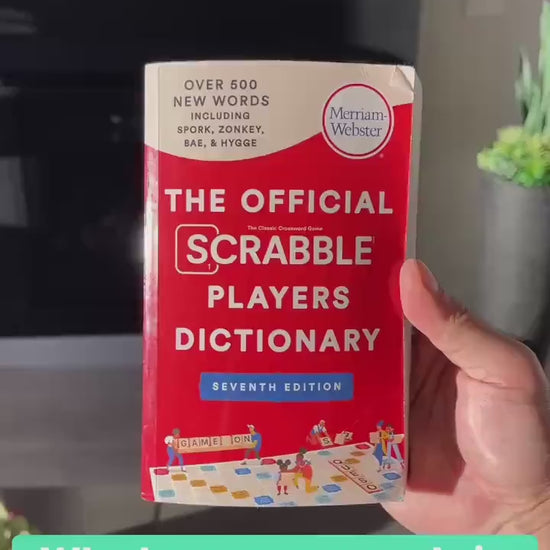 OVER 500
NEW WORDS
INCLUDING
SPORK, ZONKEY,
BAE, & HYGGE
Merriam-
Webster
THE OFFICIAL
The Classic Crossword Game
SCRABBLE
PLAYERS
DICTIONARY
SEVENTH EDITION
GAME ON